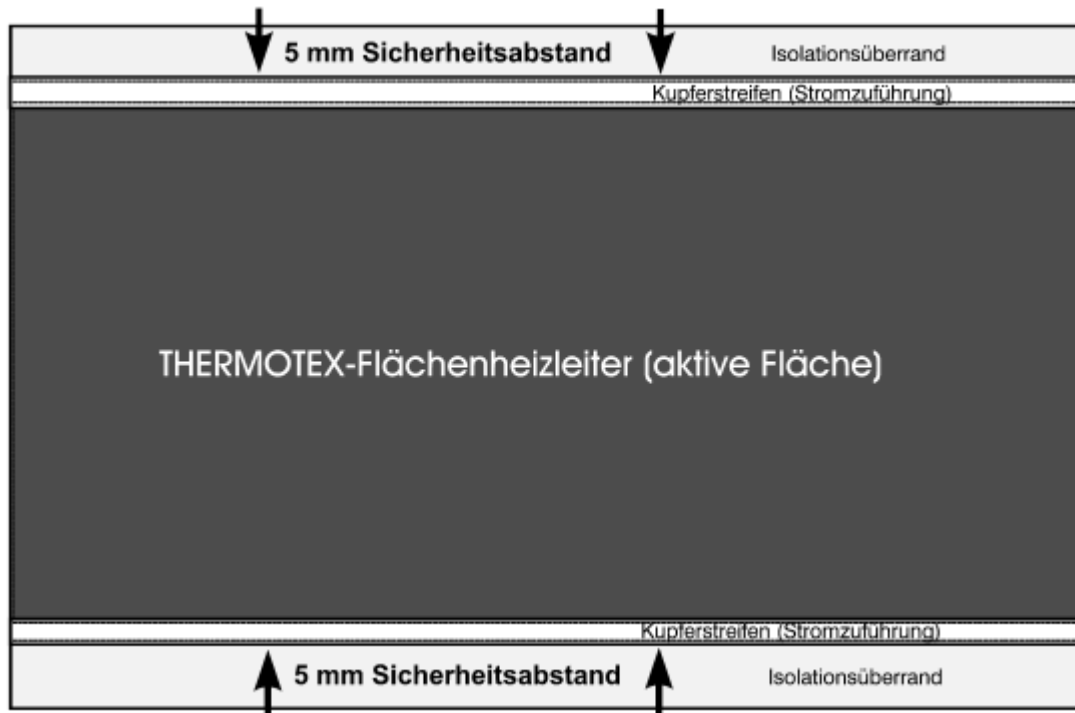 5 mm Sicherheitsabstand Isolationsüberrand
Kupferstreifen (Stromzuführung)
THERMOTEX-Flächenheizleiter (aktive Fläche)
Kupferstreifen (Stromzuführung)
5 mm Sicherheitsabstand Isolationsüberrand